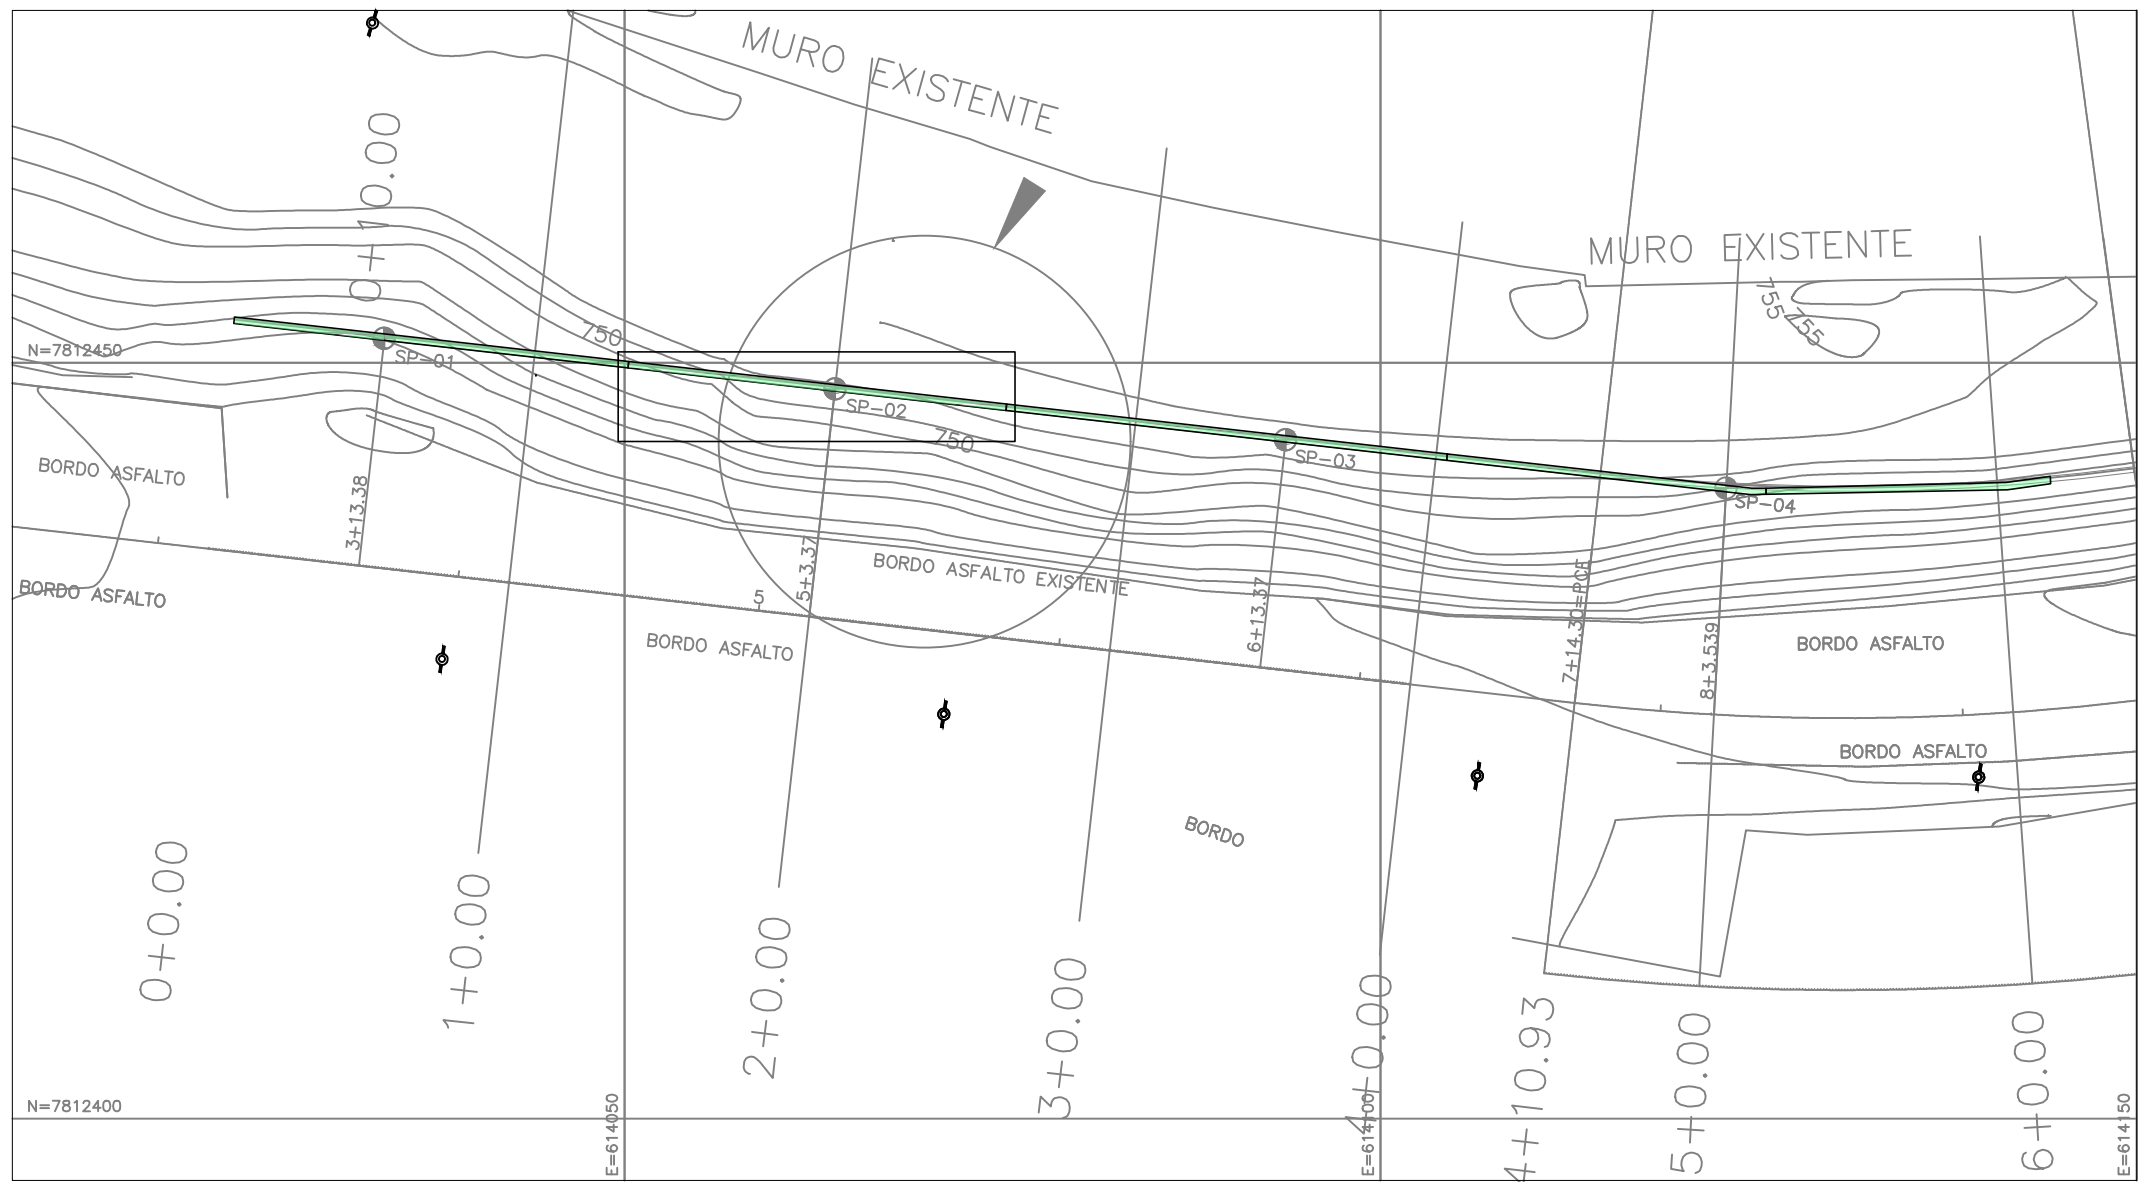 MURO EXISTENTE
0+10.00
MURO EXISTENTE
755
755
750
N=7812450
SP-01
SP-02
750
SP-03
SP-04
BORDO ASFALTO
3+13.38
5+3.37
BORDO ASFALTO EXISTENTE
BORDO ASFALTO
5
6+13.37
7+14.30=PCE
8+3.539
BORDO ASFALTO
BORDO ASFALTO
BORDO ASFALTO
BORDO
0+0.00
1+0.00
2+0.00
3+0.00
4+0.00
4+10.93
5+0.00
6+0.00
N=7812400
E=614050
E=614100
E=614150